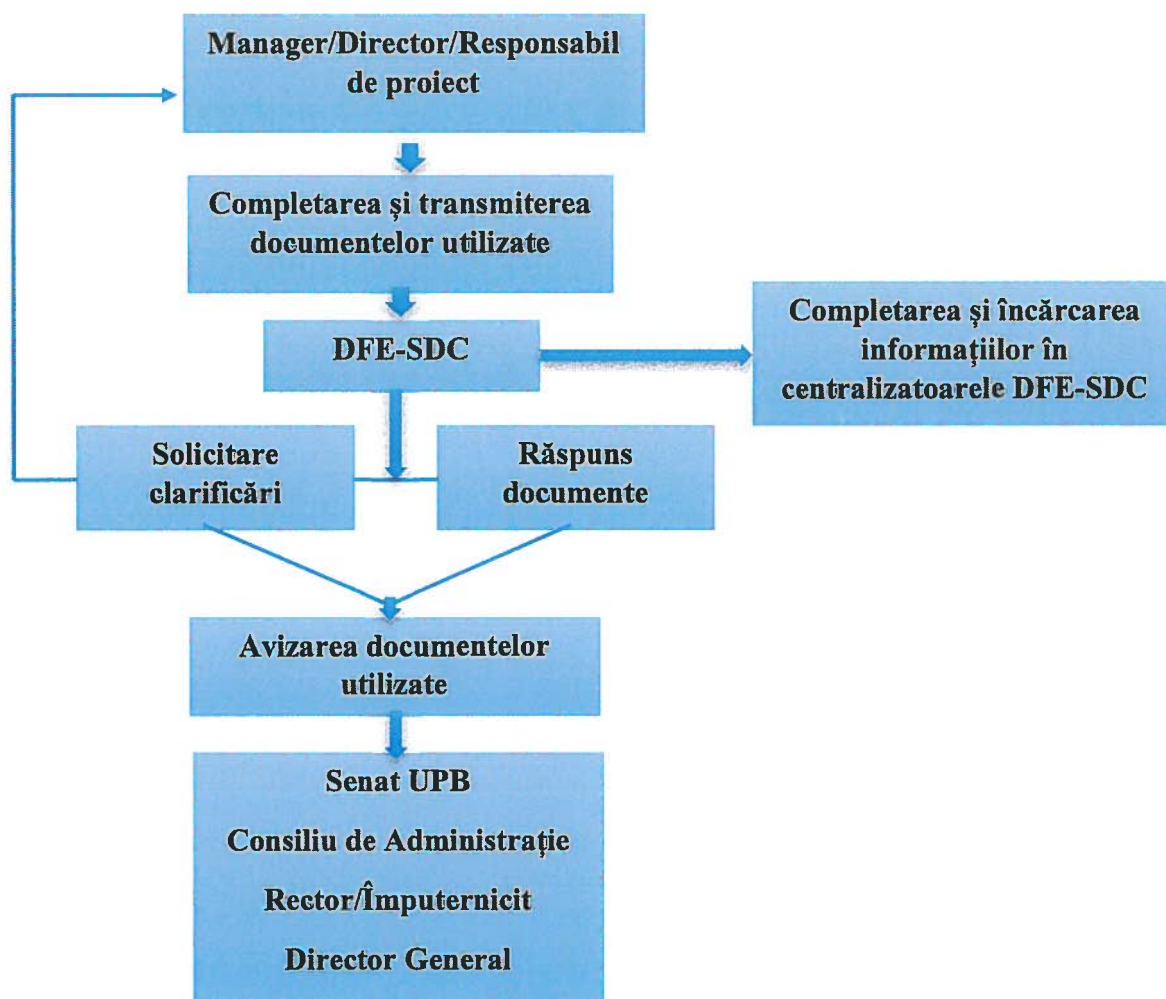 Manager/Director/Responsabil
de proiect
Completarea și transmiterea
documentelor utilizate
DFE-SDC
Completarea și încărcarea
informațiilor în
centralizatoarele DFE-SDC
Solicitare
clarificări
Răspuns
documente
Avizarea documentelor
utilizate
Senat UPB
Consiliu de Administrație
Rector/Împuternicit
Director General